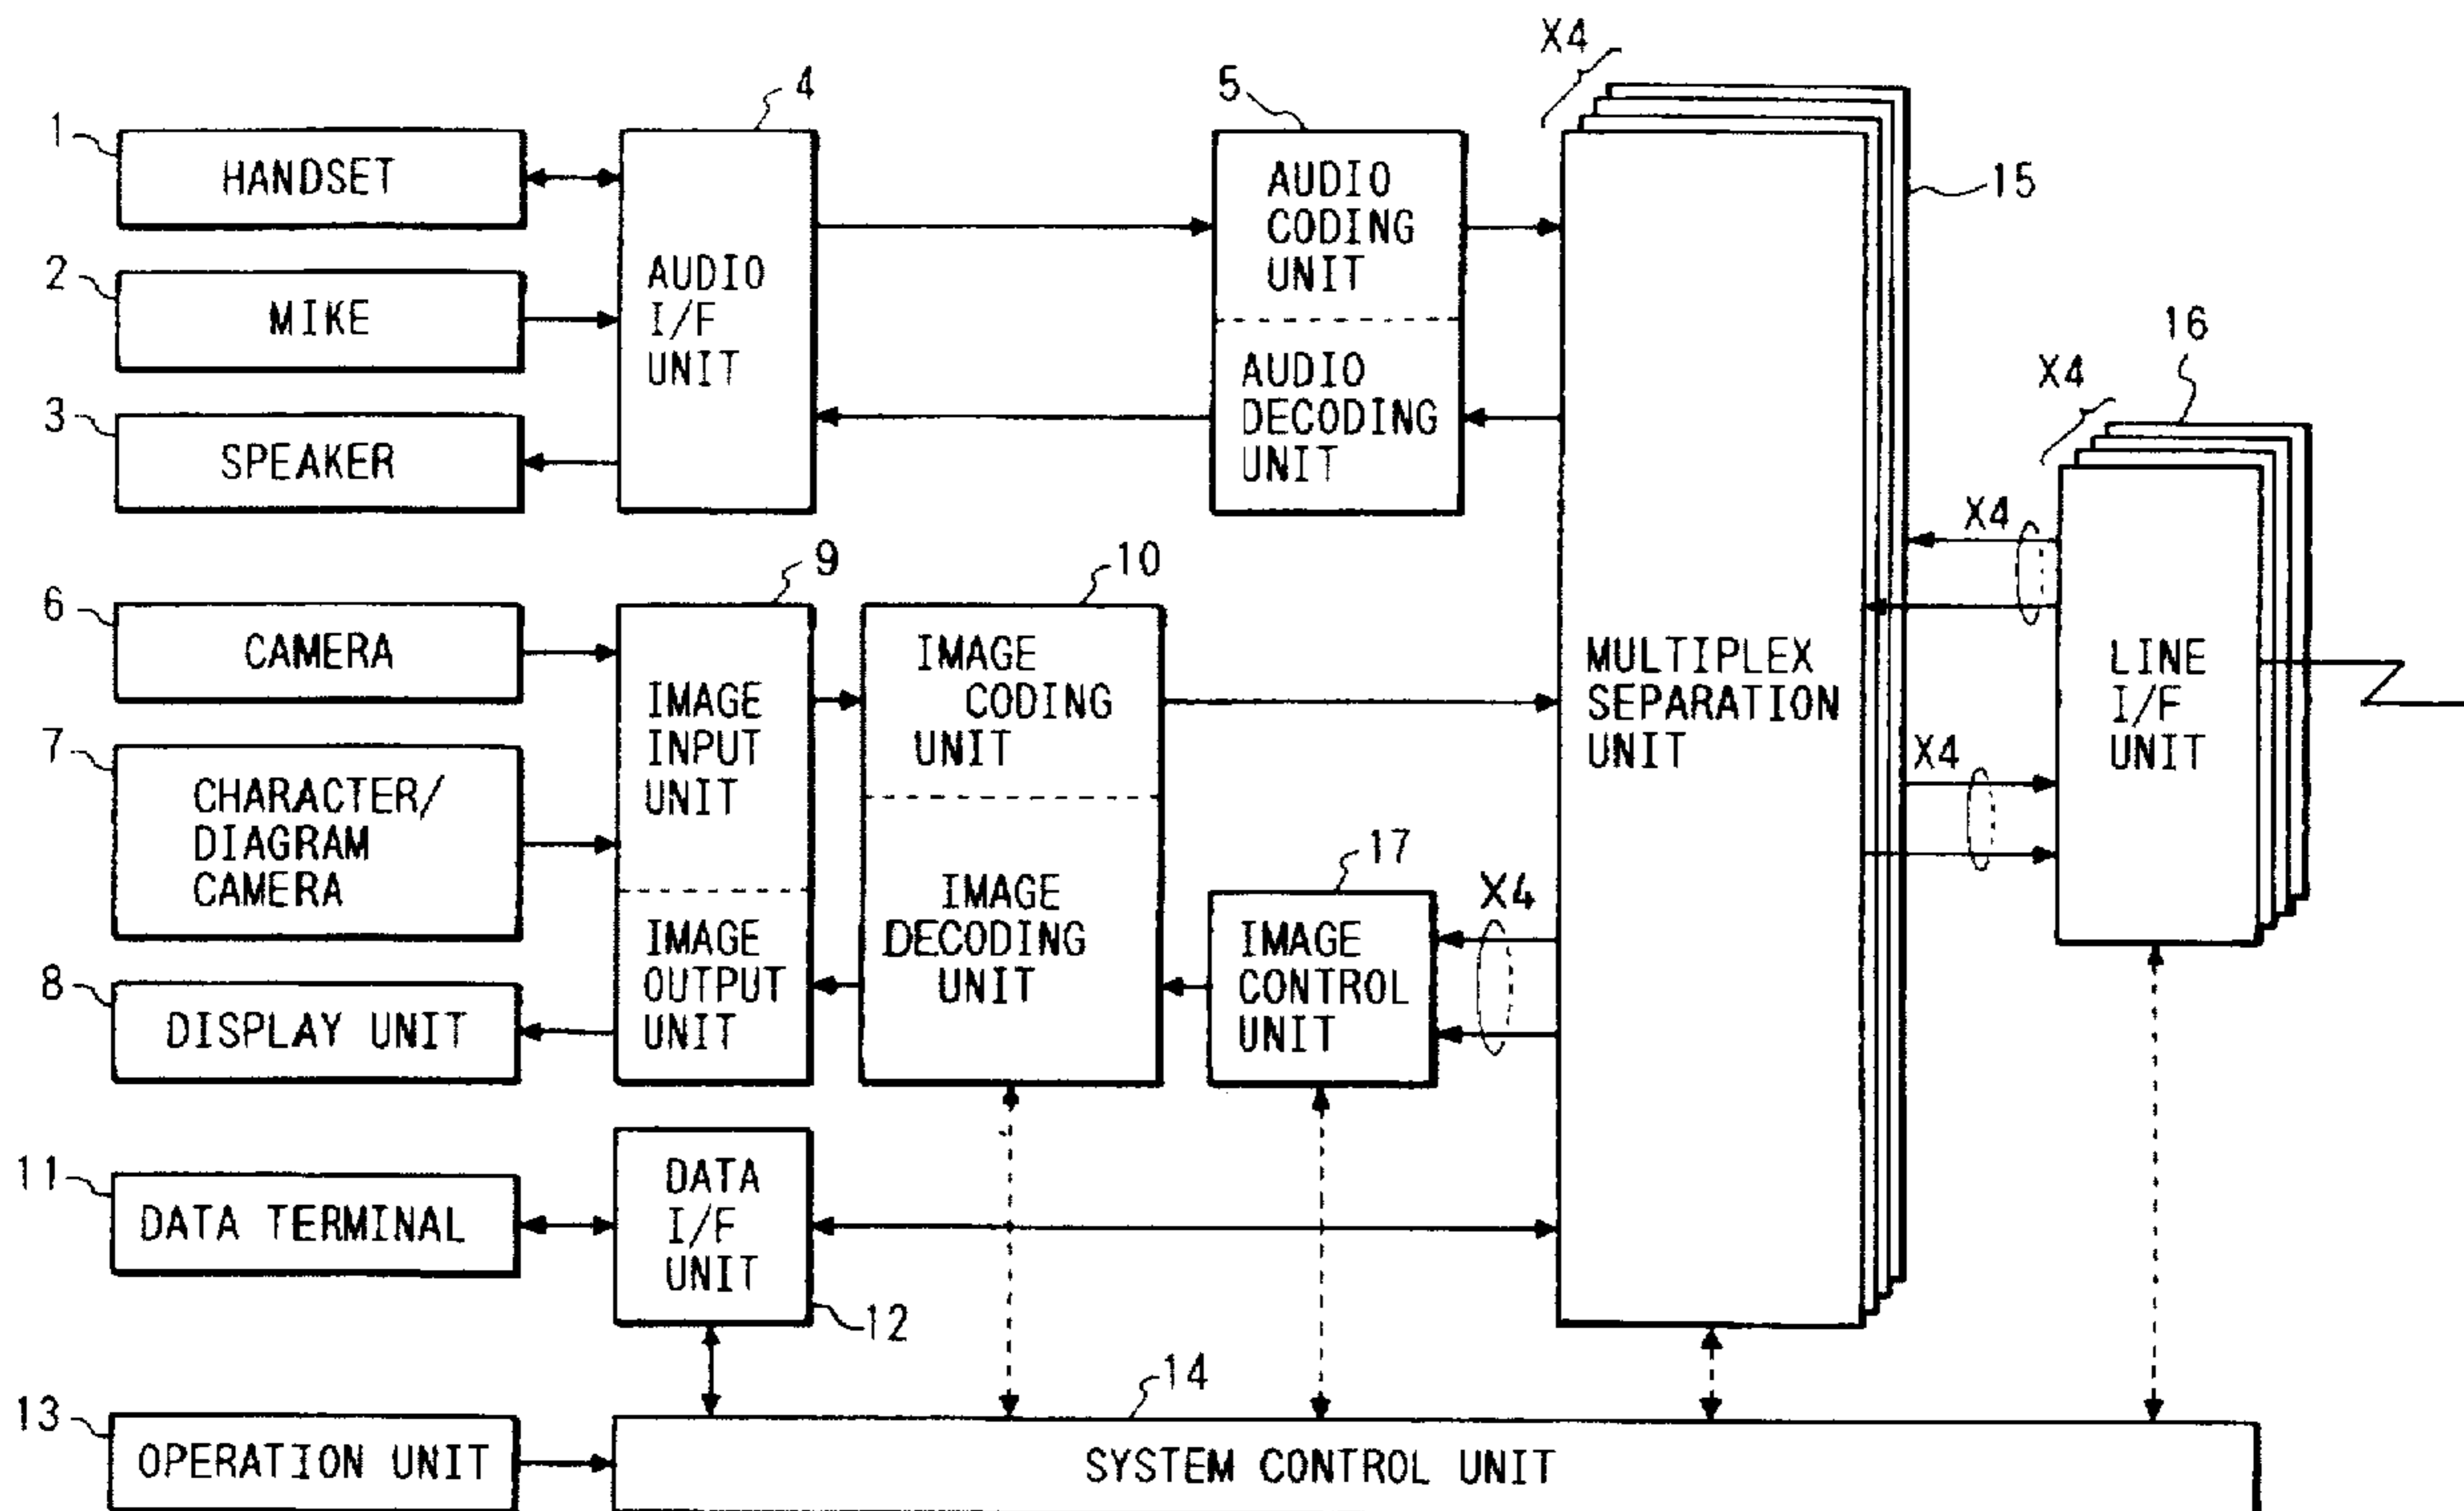 X4
4
5
1
HANDSET
AUDIO
CODING
UNIT
15
2
MIKE
AUDIO
I/F
UNIT
16
X4
3
SPEAKER
AUDIO
DECODING
UNIT
X4
9
10
6
CAMERA
IMAGE
INPUT
UNIT
IMAGE
CODING
UNIT
MULTIPLEX
SEPARATION
UNIT
LINE
I/F
UNIT
X4
7
CHARACTER/
DIAGRAM
CAMERA
17
X4
IMAGE
OUTPUT
UNIT
IMAGE
DECODING
UNIT
IMAGE
CONTROL
UNIT
8
DISPLAY UNIT
11
DATA TERMINAL
DATA
I/F
UNIT
12
14
13
OPERATION UNIT
SYSTEM CONTROL UNIT